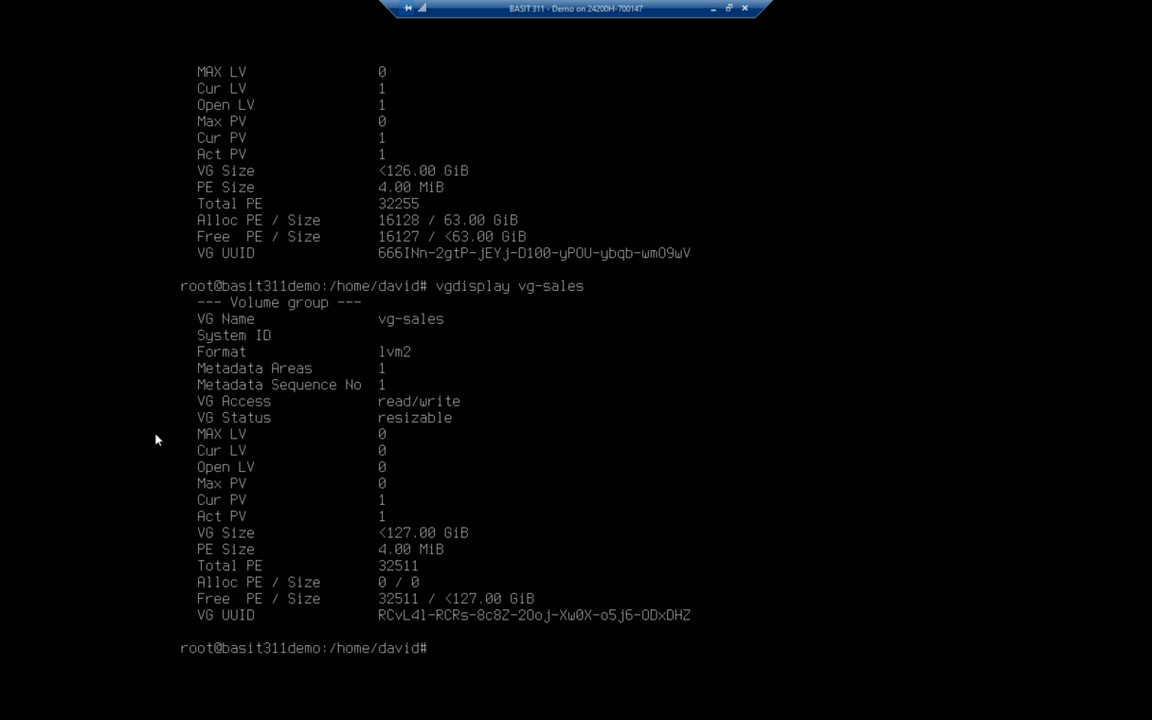 BASIT 311 - Demo on 24200H-700147
MAX LV 0
Cur LV 1
Open LV 1
Max PV 0
Cur PV 1
Act PV 1
VG Size <126.00 GiB
PE Size 4.00 MiB
Total PE 32255
Alloc PE / Size 16128 / 63.00 GiB
Free  PE / Size 16127 / <63.00 GiB
VG UUID 666INn-2gtP-jEYj-D100-yPOU-ybqb-wmO9wV
root@basit311demo:/home/david# vgdisplay vg-sales
--- Volume group ---
VG Name vg-sales
System ID
Format lvm2
Metadata Areas 1
Metadata Sequence No 1
VG Access read/write
VG Status resizable
MAX LV 0
Cur LV 0
Open LV 0
Max PV 0
Cur PV 1
Act PV 1
VG Size <127.00 GiB
PE Size 4.00 MiB
Total PE 32511
Alloc PE / Size 0 / 0
Free  PE / Size 32511 / <127.00 GiB
VG UUID RCvL4l-RCRs-8c8Z-2Ooj-Xw0X-o5j6-ODxDHZ
root@basit311demo:/home/david#